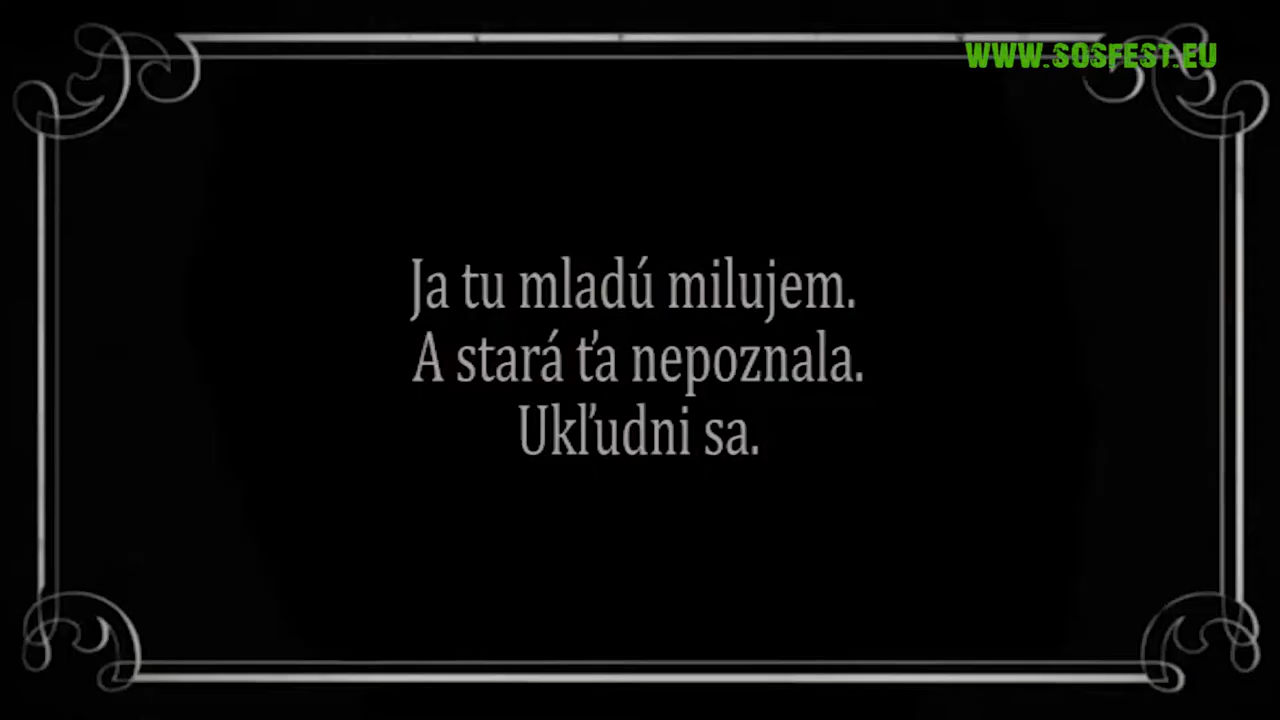 WWW.SOSFEST.EU
Ja tu mladú milujem.
A stará ťa nepoznala.
Ukľudni sa.